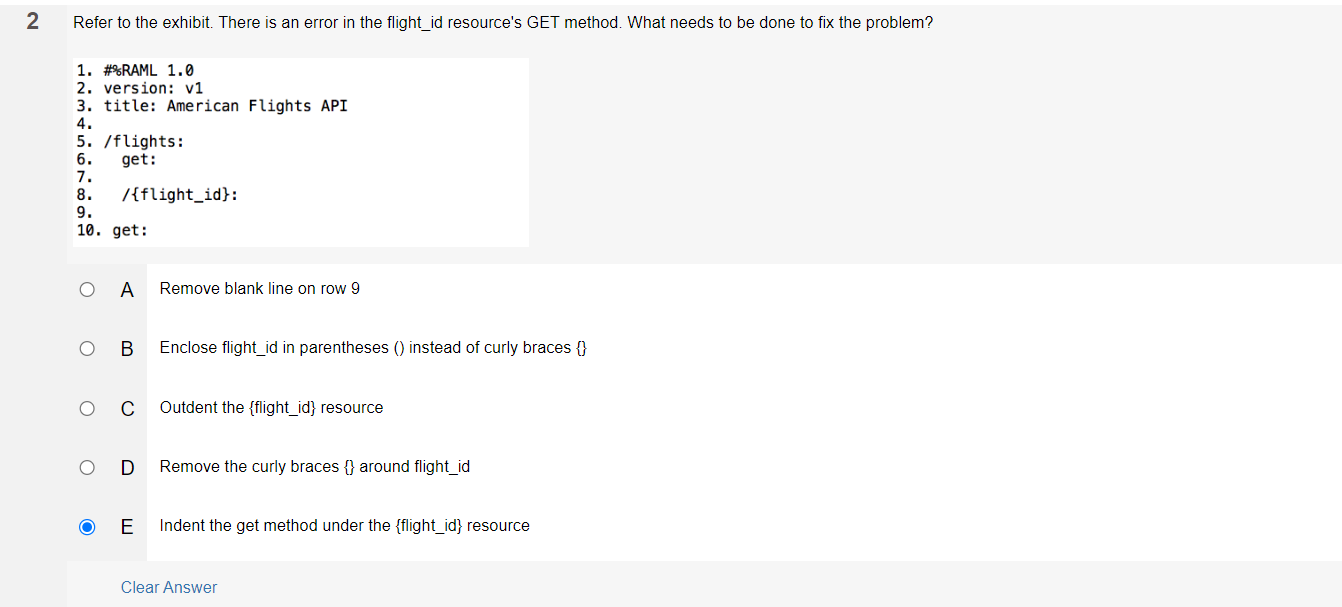 2
Refer to the exhibit. There is an error in the flight_id resource's GET method. What needs to be done to fix the problem?
1. #%RAML 1.0
2. version: v1
3. title: American Flights API
4.
5. /flights:
6.   get:
7.
8.   /{flight_id}:
9.
10. get:
A Remove blank line on row 9
B Enclose flight_id in parentheses () instead of curly braces {}
C Outdent the {flight_id} resource
D Remove the curly braces {} around flight_id
E Indent the get method under the {flight_id} resource
Clear Answer